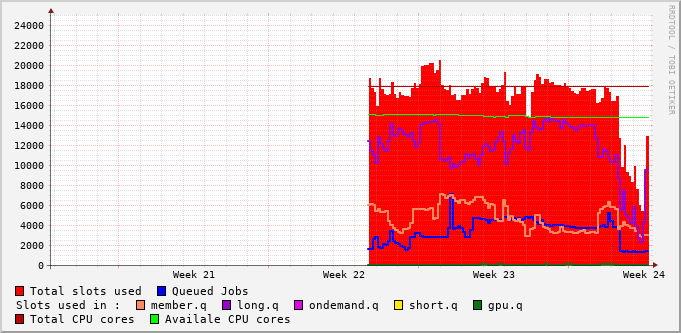 RRDTOOL / TOBI OETIKER
24000
22000
20000
18000
16000
14000
12000
10000
8000
6000
4000
2000
0
Week 21 Week 22 Week 23 Week 24
Total slots used Queued Jobs
Slots used in : member.q long.q ondemand.q short.q gpu.q
Total CPU cores Availale CPU cores